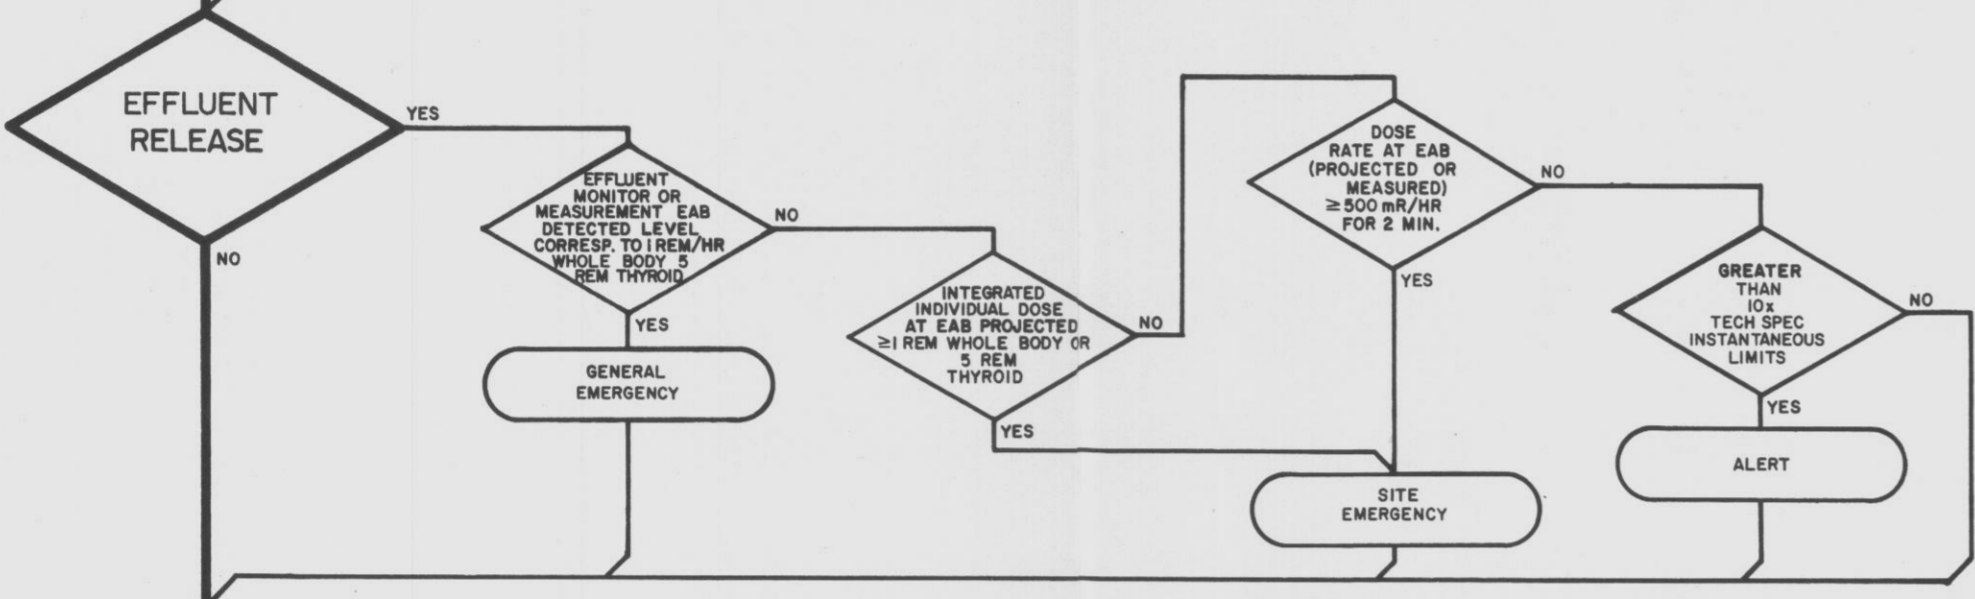 EFFLUENT
RELEASE
YES
NO
EFFLUENT
MONITOR OR
MEASUREMENT EAB
DETECTED LEVEL
CORRESP. TO 1 REM/HR
WHOLE BODY 5
REM THYROID
NO
YES
GENERAL
EMERGENCY
INTEGRATED
INDIVIDUAL DOSE
AT EAB PROJECTED
≥1 REM WHOLE BODY OR
5 REM
THYROID
NO
YES
DOSE
RATE AT EAB
(PROJECTED OR
MEASURED)
≥500 mR/HR
FOR 2 MIN.
NO
YES
SITE
EMERGENCY
GREATER
THAN
10x
TECH SPEC
INSTANTANEOUS
LIMITS
NO
YES
ALERT